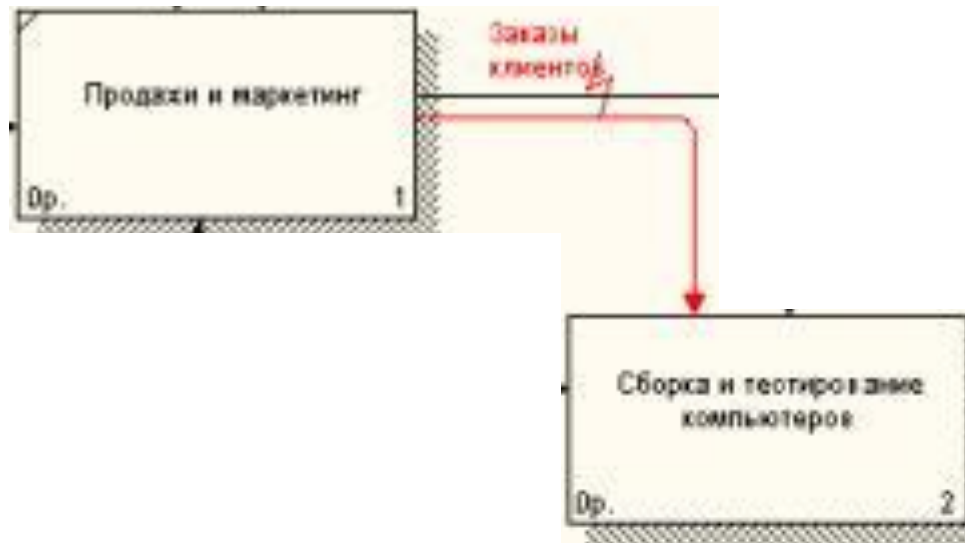 Заказы
клиентов
Продажи и маркетинг
0р.
1
Сборка и тестирование
компьютеров
0р.
2